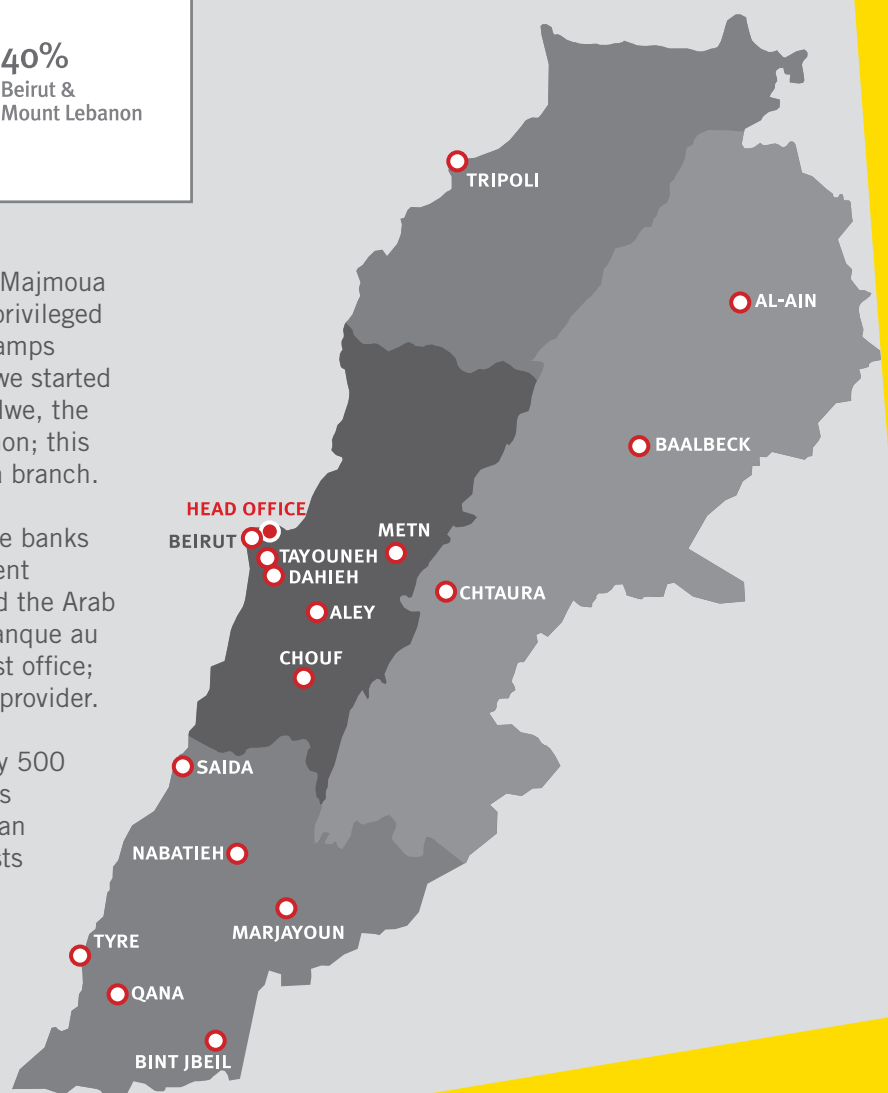 40%
Beirut &
Mount Lebanon
Majmoua
privileged
amps
we started
lwe, the
non; this
branch.
e banks
ent
d the Arab
anque au
st office;
provider.
y 500
s
an
sts
TRIPOLI
AL-AIN
BAALBECK
HEAD OFFICE
BEIRUT
METN
TAYOUNEH
DAHIEH
CHTAURA
ALEY
CHOUF
SAIDA
NABATIEH
MARJAYOUN
TYRE
QANA
BINT JBEIL